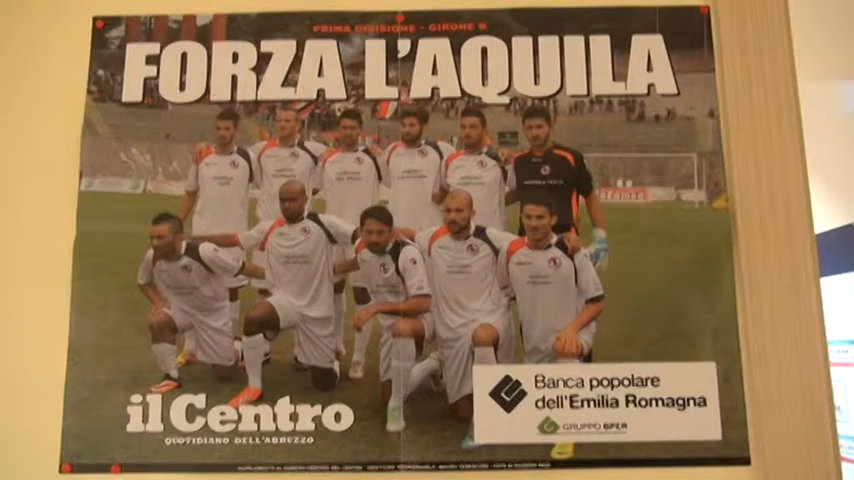 PRIMA DIVISIONE - GIRONE B
FORZA L'AQUILA
il Centro
QUOTIDIANO DELL'ABRUZZO
Banca popolare
dell'Emilia Romagna
GRUPPO BPER